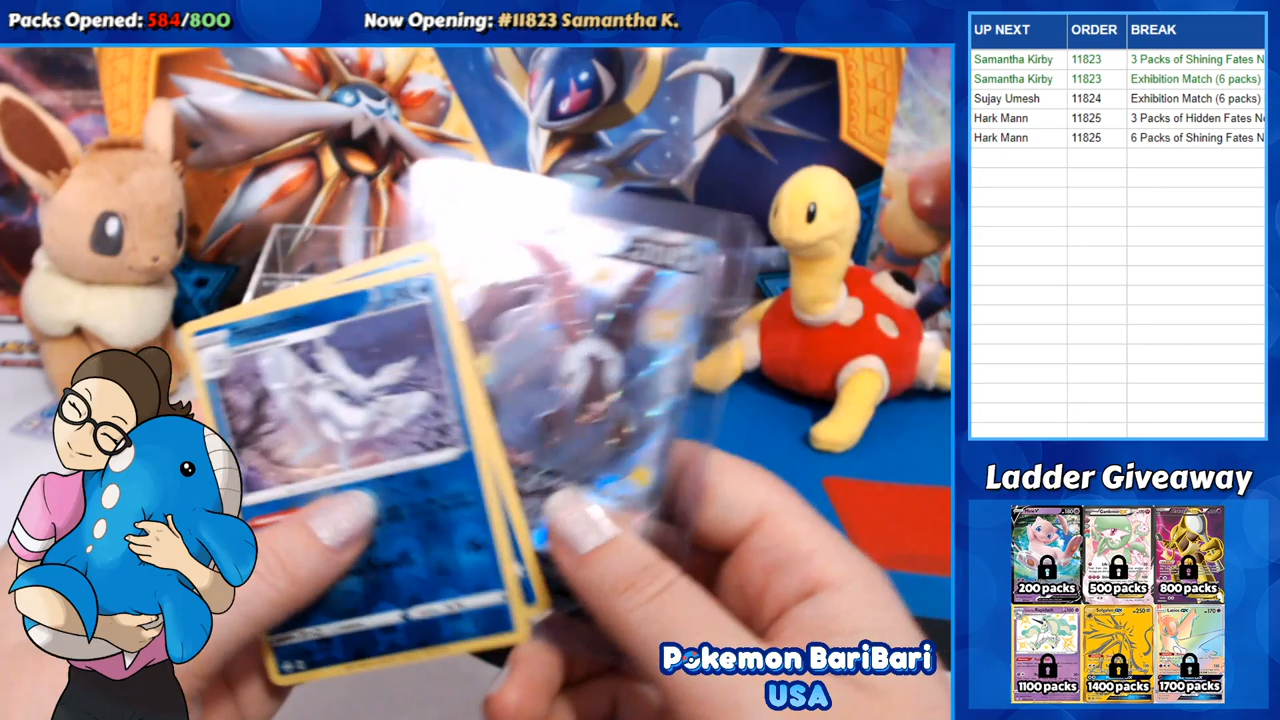 Packs Opened: 584/800
Now Opening: #11823 Samantha K.
UP NEXT ORDER BREAK
Samantha Kirby 11823 3 Packs of Shining Fates N
Samantha Kirby 11823 Exhibition Match (6 packs)
Sujay Umesh 11824 Exhibition Match (6 packs)
Hark Mann 11825 3 Packs of Hidden Fates Ne
Hark Mann 11825 6 Packs of Shining Fates N
Ladder Giveaway
200 packs 500 packs 800 packs
1100 packs 1400 packs 1700 packs
Pokemon BariBari
USA